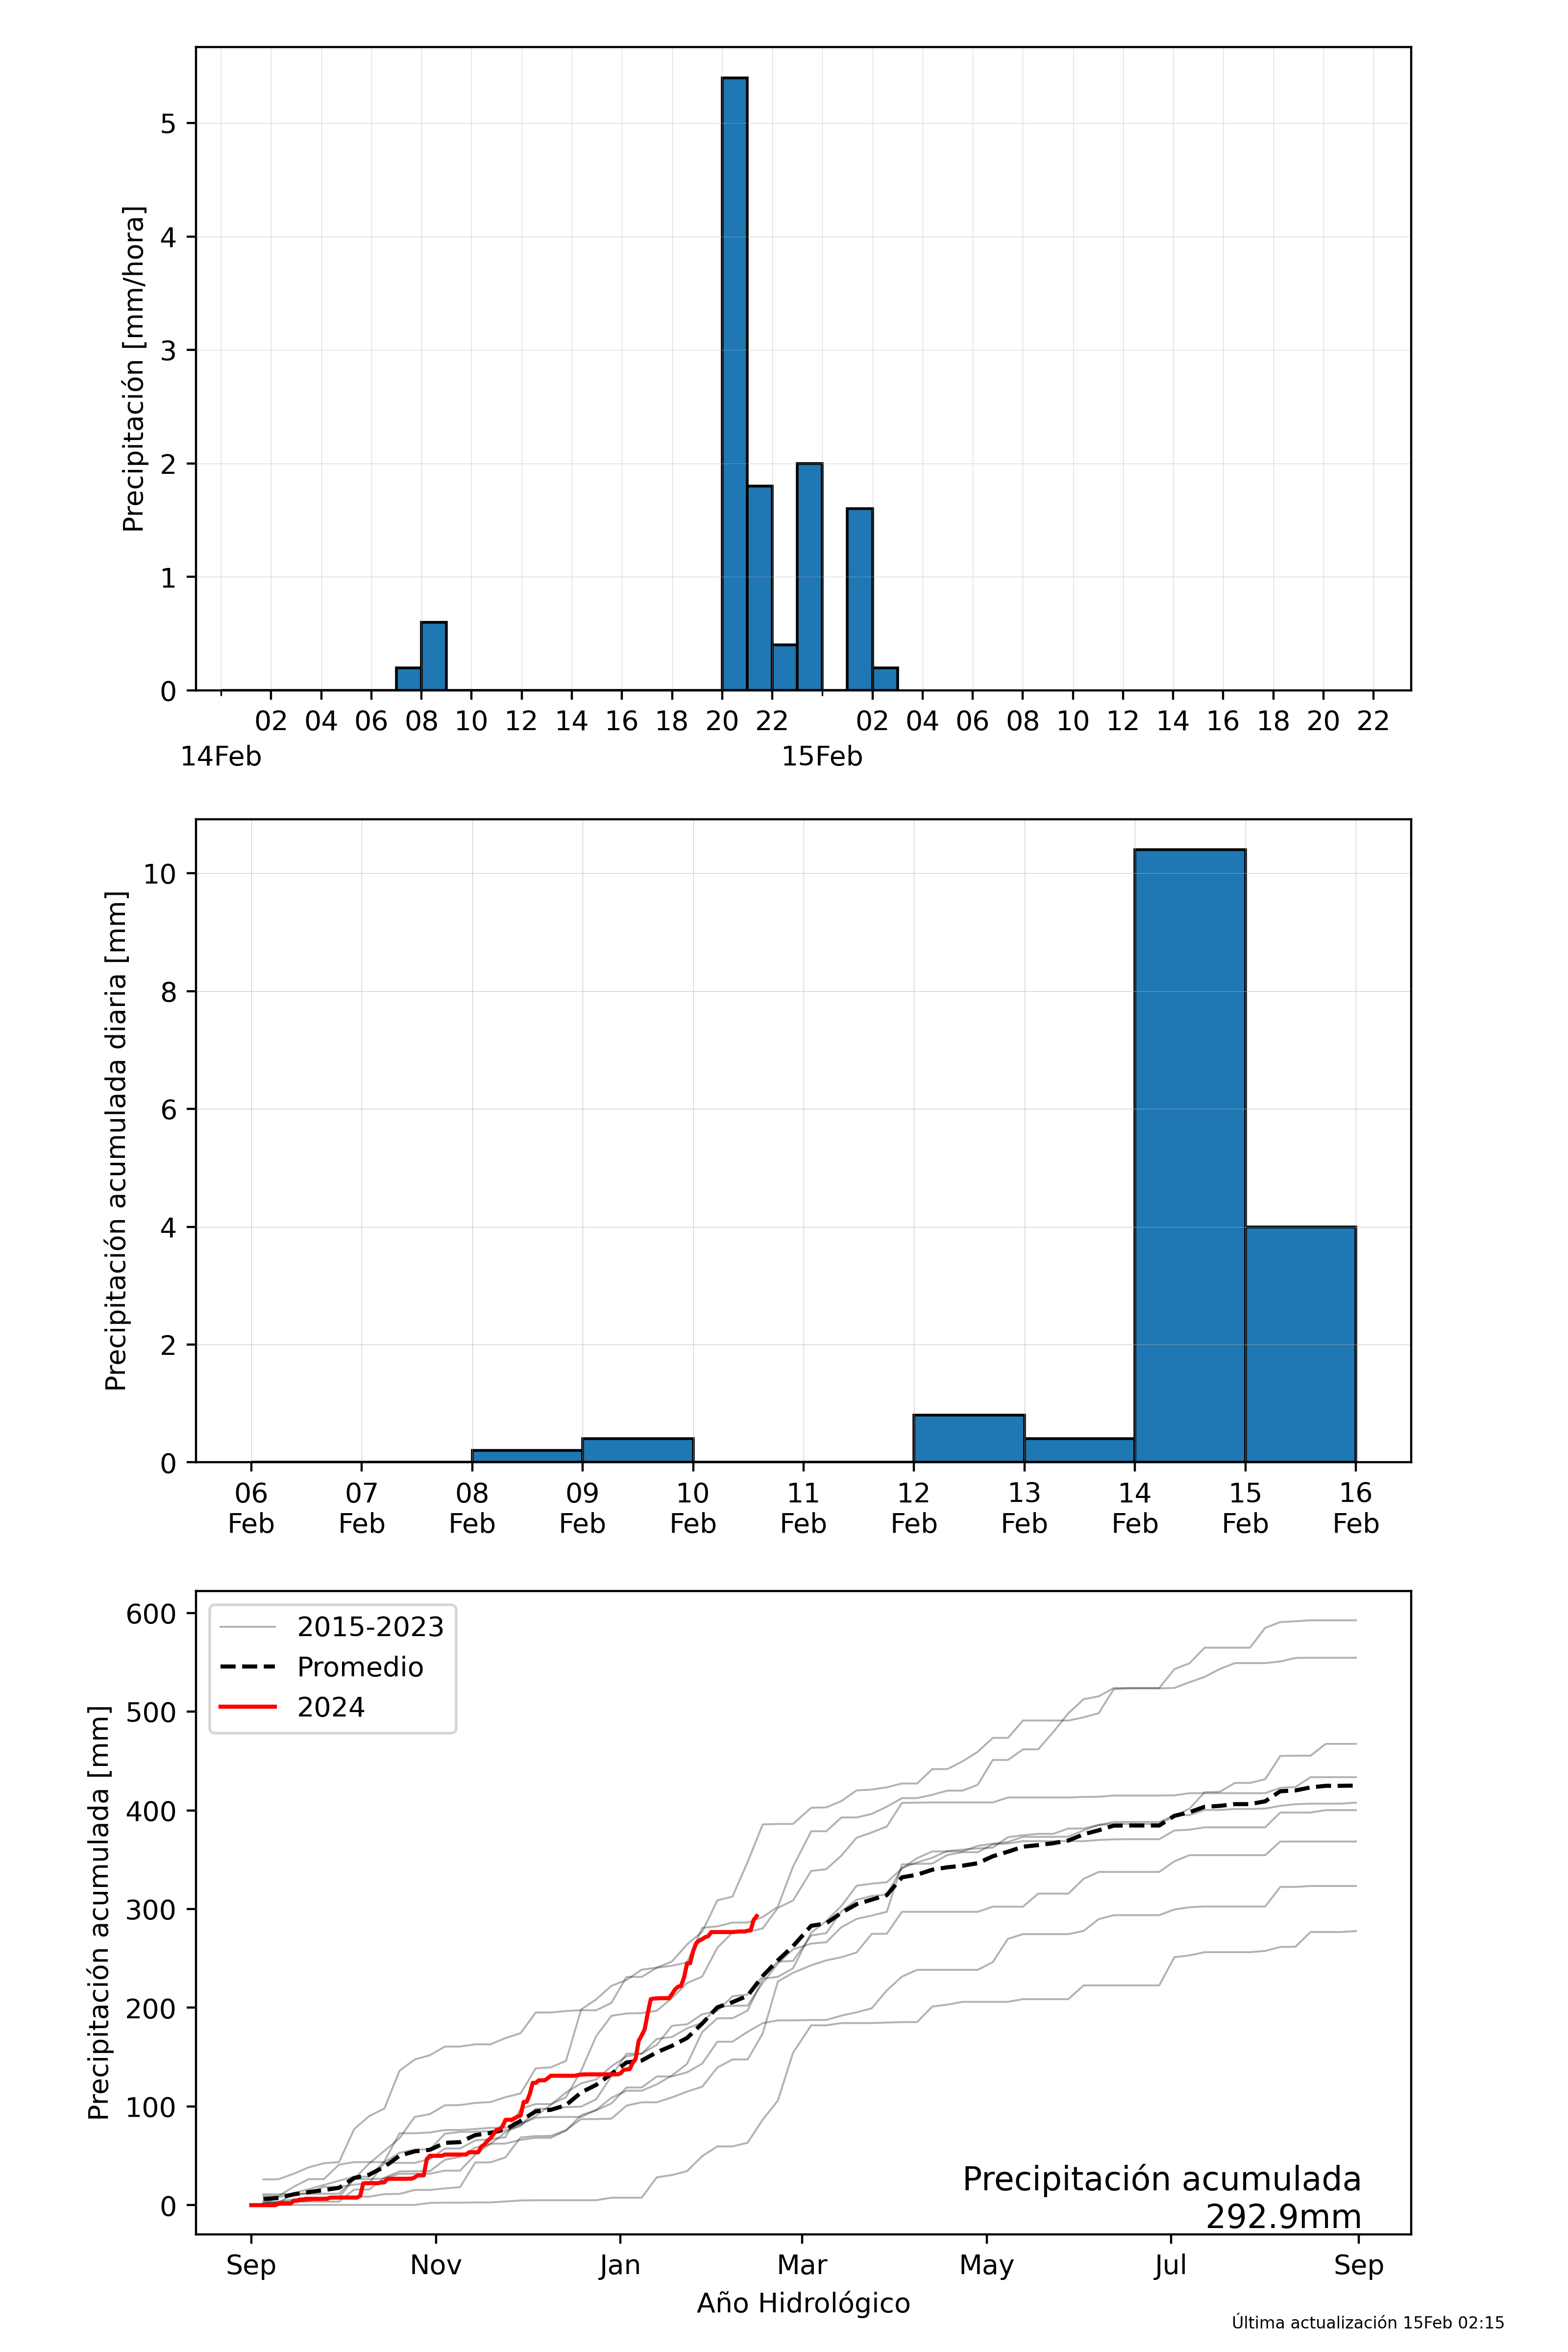 Precipitación [mm/hora]
5
4
3
2
1
0
02 04 06 08 10 12 14 16 18 20 22 02 04 06 08 10 12 14 16 18 20 22
14Feb 15Feb
Precipitación acumulada diaria [mm]
10
8
6
4
2
0
06 07 08 09 10 11 12 13 14 15 16
Feb Feb Feb Feb Feb Feb Feb Feb Feb Feb Feb
Precipitación acumulada [mm]
600
500
400
300
200
100
0
2015-2023
Promedio
2024
Precipitación acumulada
292.9mm
Sep Nov Jan Mar May Jul Sep
Año Hidrológico
Última actualización 15Feb 02:15